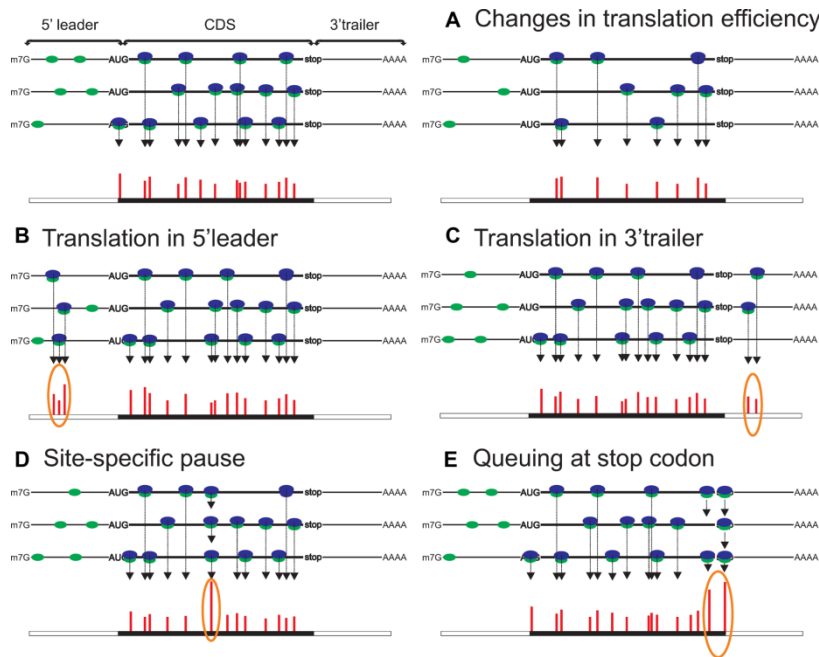 5' leader CDS 3'trailer
m7G AUG stop AAAA
m7G AUG stop AAAA
m7G AUG stop AAAA
A Changes in translation efficiency
m7G AUG stop AAAA
m7G AUG stop AAAA
m7G AUG stop AAAA
B Translation in 5'leader
m7G AUG stop AAAA
m7G AUG stop AAAA
m7G AUG stop AAAA
C Translation in 3'trailer
m7G AUG stop AAAA
m7G AUG stop AAAA
m7G AUG stop AAAA
D Site-specific pause
m7G AUG stop AAAA
m7G AUG stop AAAA
m7G AUG stop AAAA
E Queuing at stop codon
m7G AUG AAAA
m7G AUG AAAA
m7G AUG AAAA